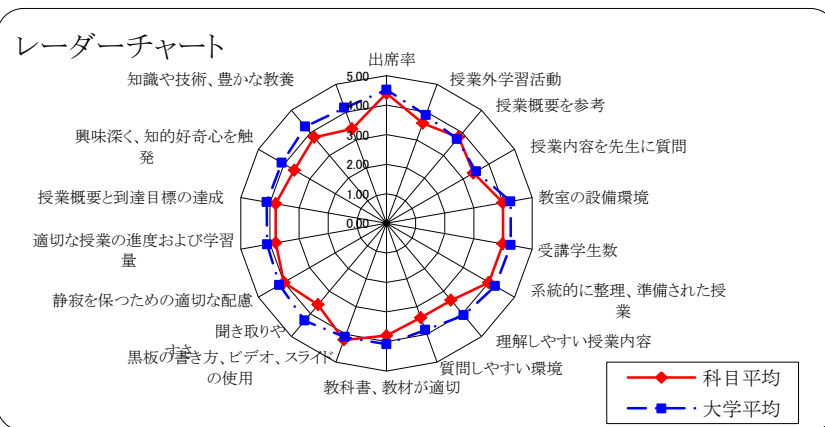 レーダーチャート
出席率
授業外学習活動
授業概要を参考
授業内容を先生に質問
教室の設備環境
受講学生数
系統的に整理、準備された授
業
理解しやすい授業内容
質問しやすい環境
教科書、教材が適切
黒板の書き方、ビデオ、スライド
の使用
聞き取りや
すさ
静寂を保つための適切な配慮
適切な授業の進度および学習
量
授業概要と到達目標の達成
興味深く、知的好奇心を触
発
知識や技術、豊かな教養
5.00
4.00
3.00
2.00
1.00
0.00
科目平均
大学平均